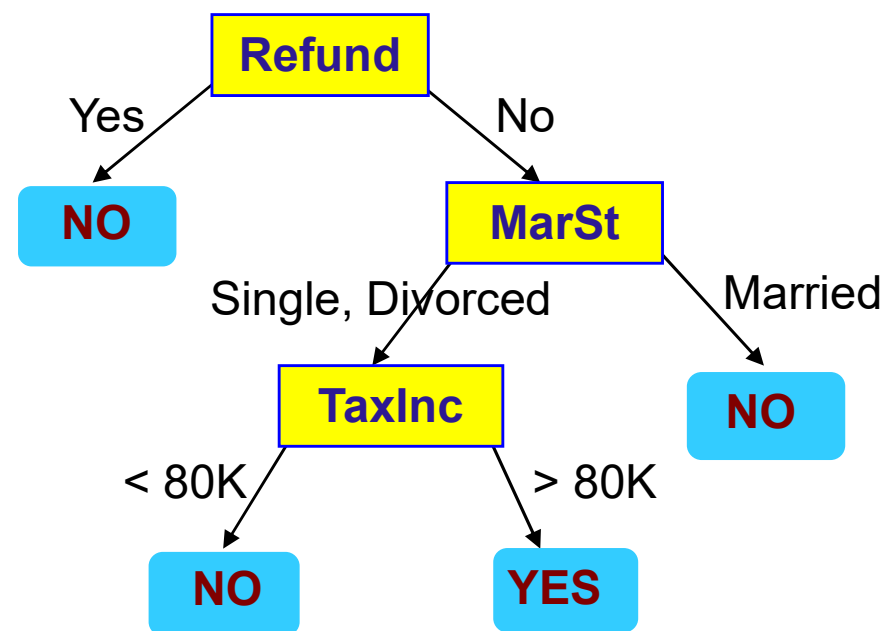 Refund
Yes
No
NO
MarSt
Single, Divorced
Married
TaxInc
NO
< 80K
> 80K
NO
YES